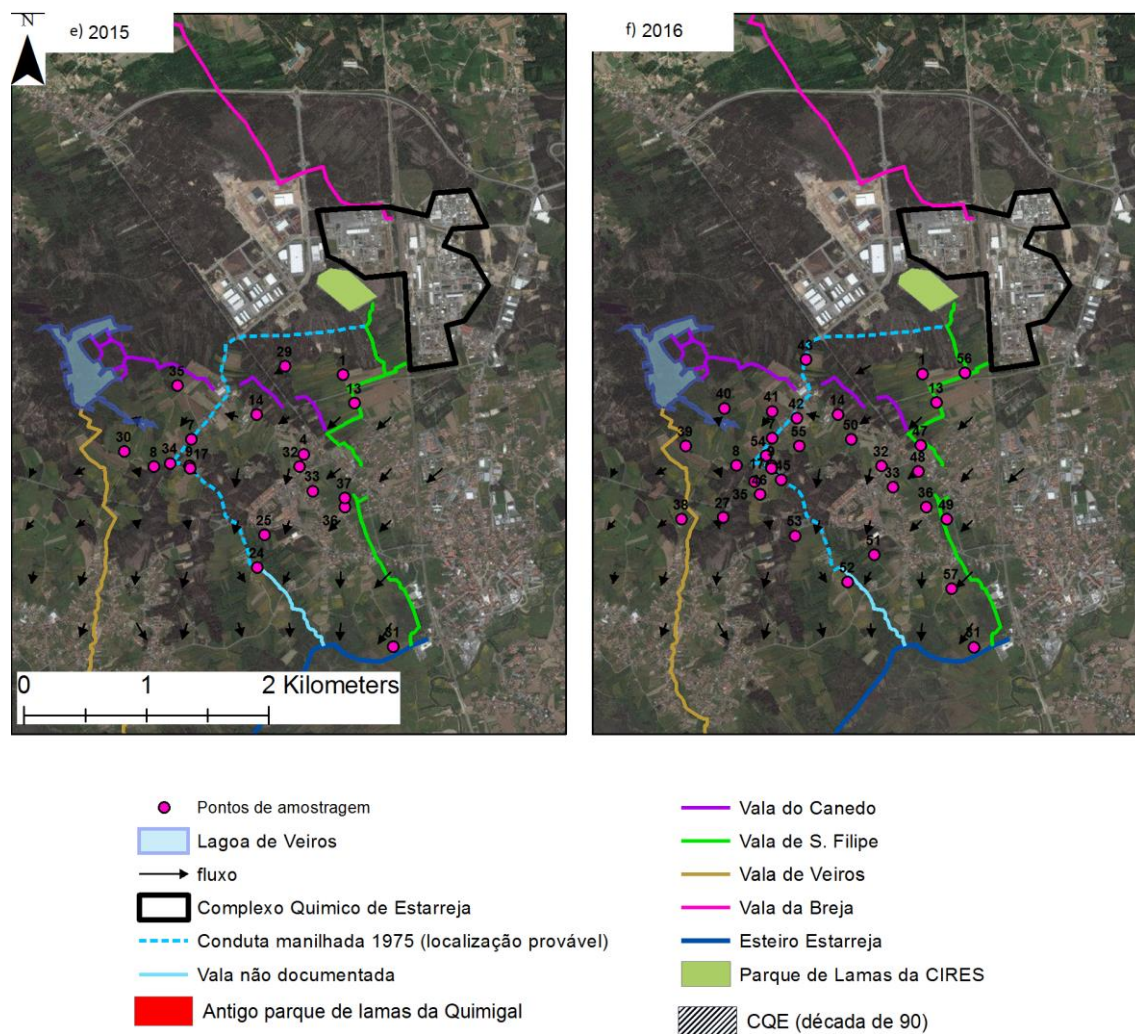 N
e) 2015
f) 2016
29
1
35
13
14
7
4
30
8
34
9
17
32
33
37
36
25
24
31
0 1 2 Kilometers
43
1
56
40
41
13
42
14
39
50
47
54
55
8
9
32
48
45
46
33
35
36
38
27
49
53
51
52
57
31
Pontos de amostragem
Lagoa de Veiros
fluxo
Complexo Quimico de Estarreja
Conduta manilhada 1975 (localização provável)
Vala não documentada
Antigo parque de lamas da Quimigal
Vala do Canedo
Vala de S. Filipe
Vala de Veiros
Vala da Breja
Esteiro Estarreja
Parque de Lamas da CIRES
CQE (década de 90)